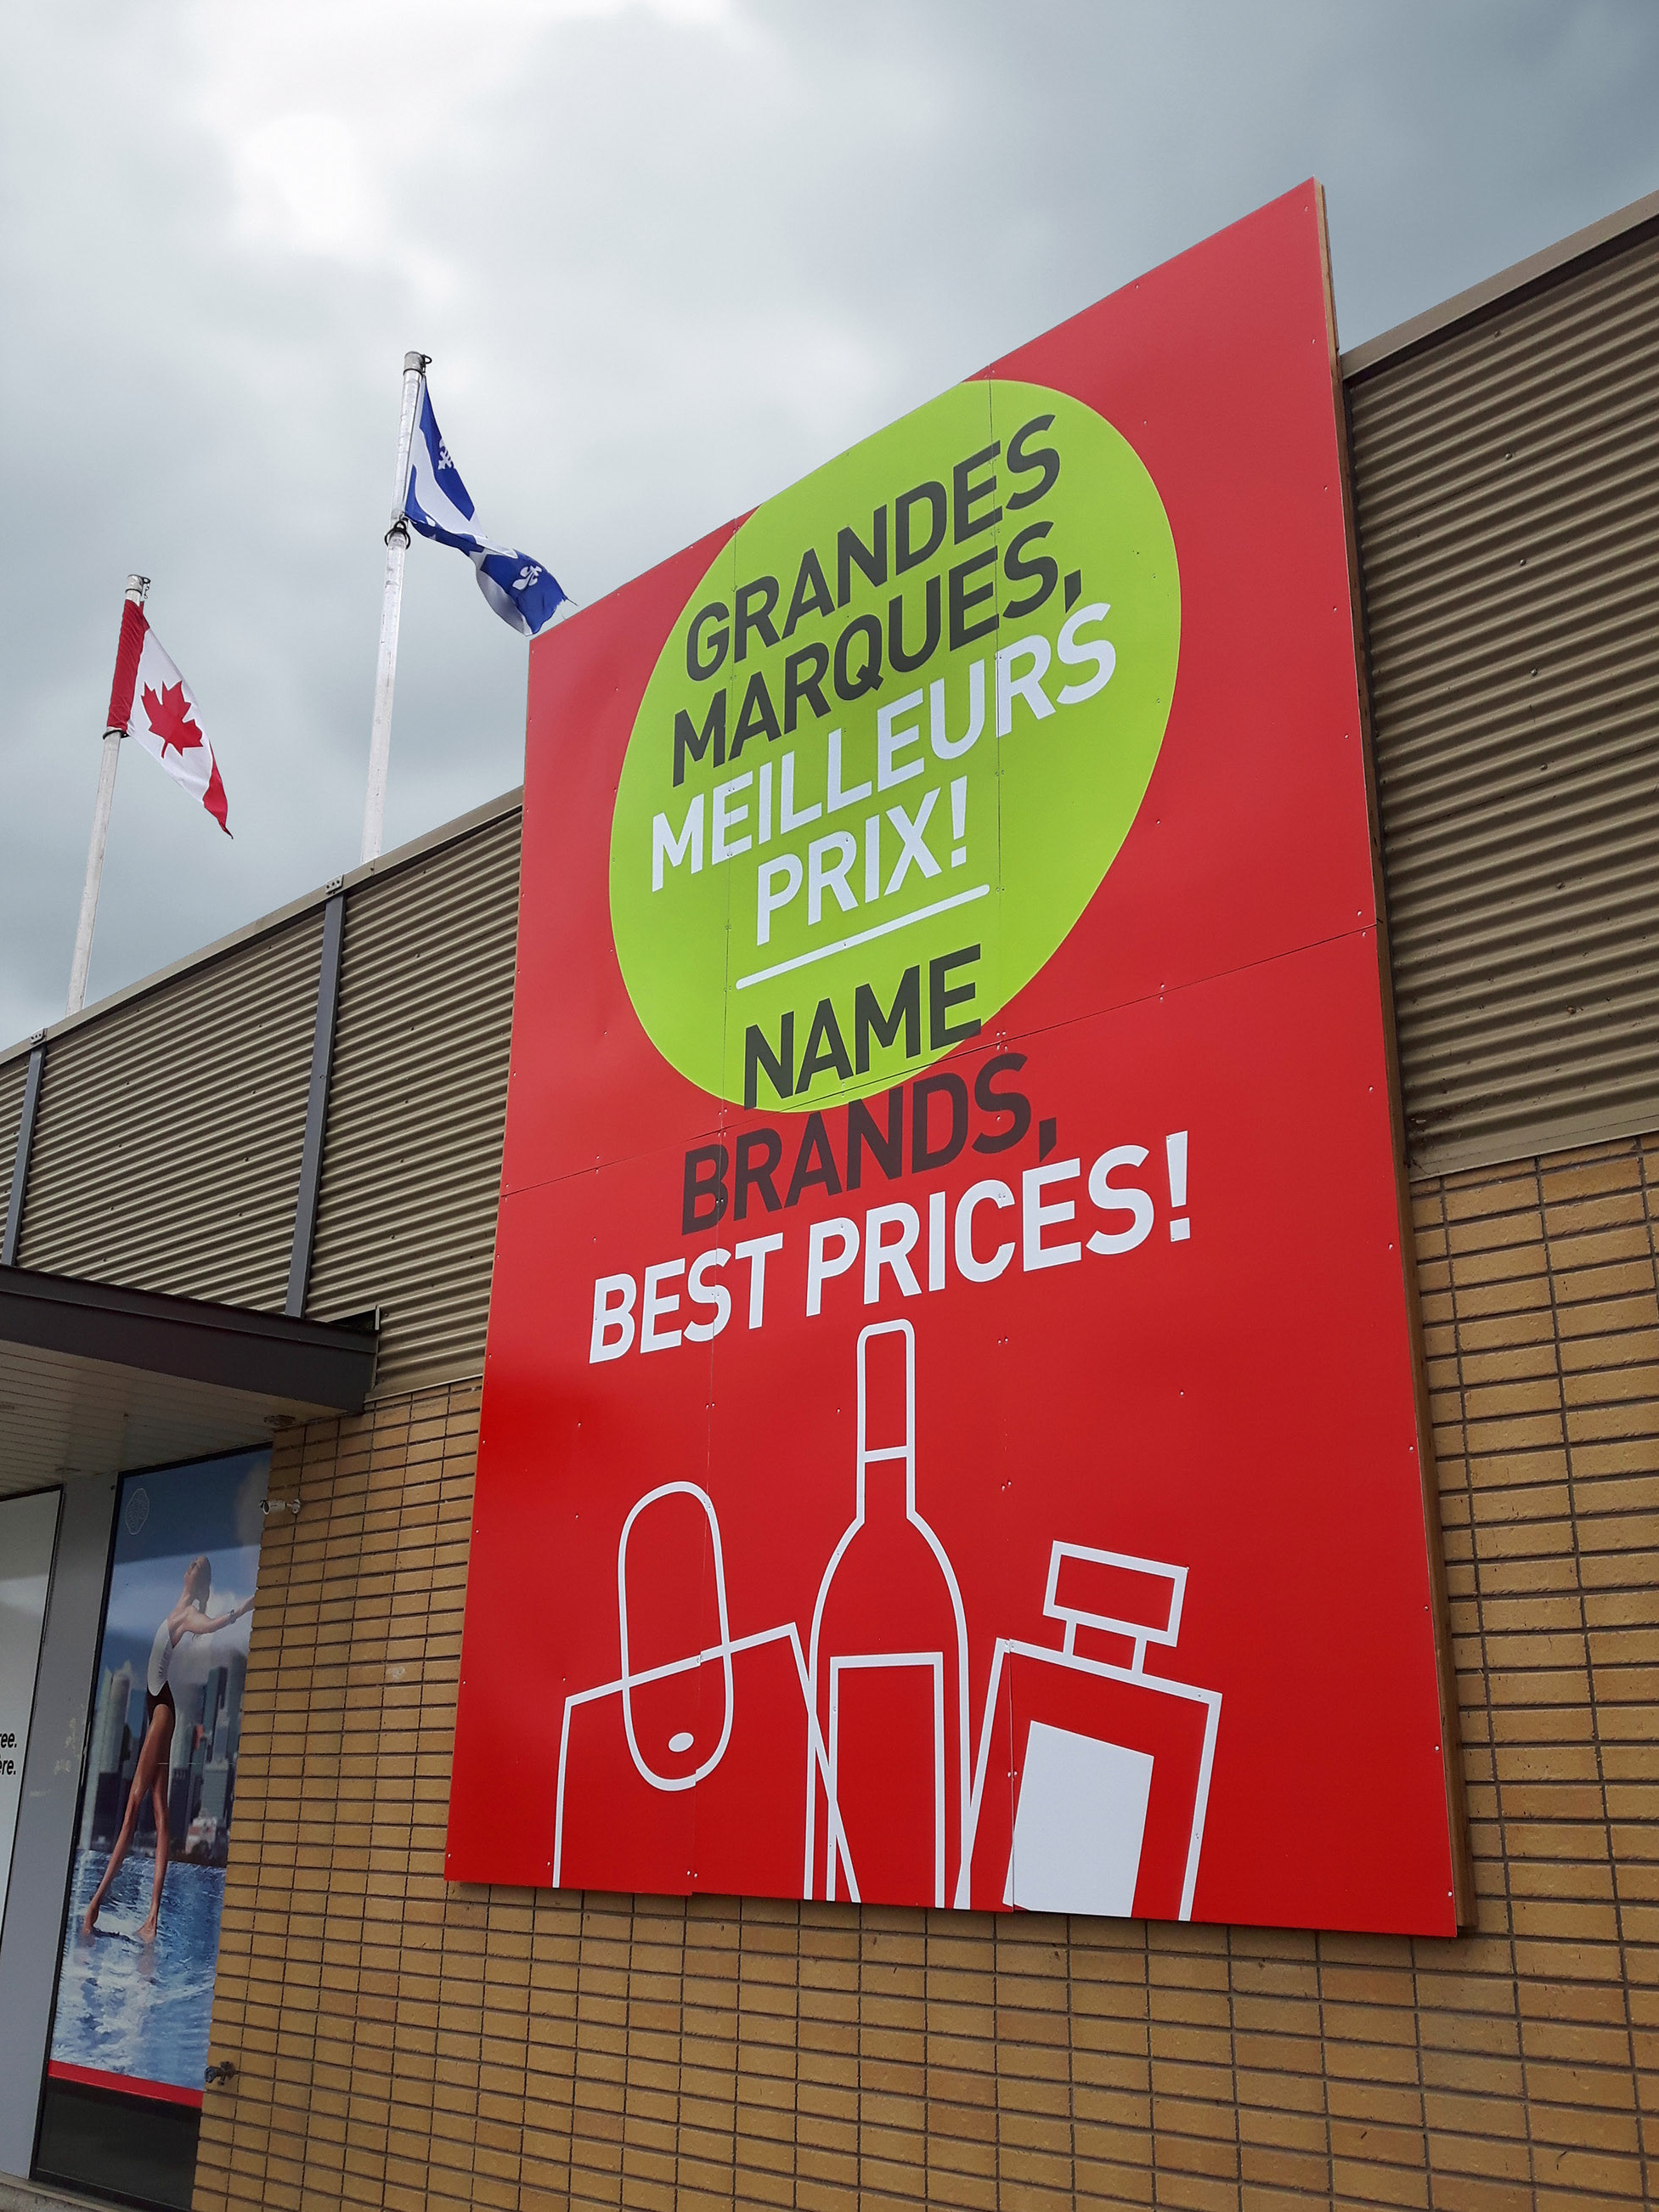 GRANDES
MARQUES,
MEILLEURS
PRIX!
NAME
BRANDS,
BEST PRICES!